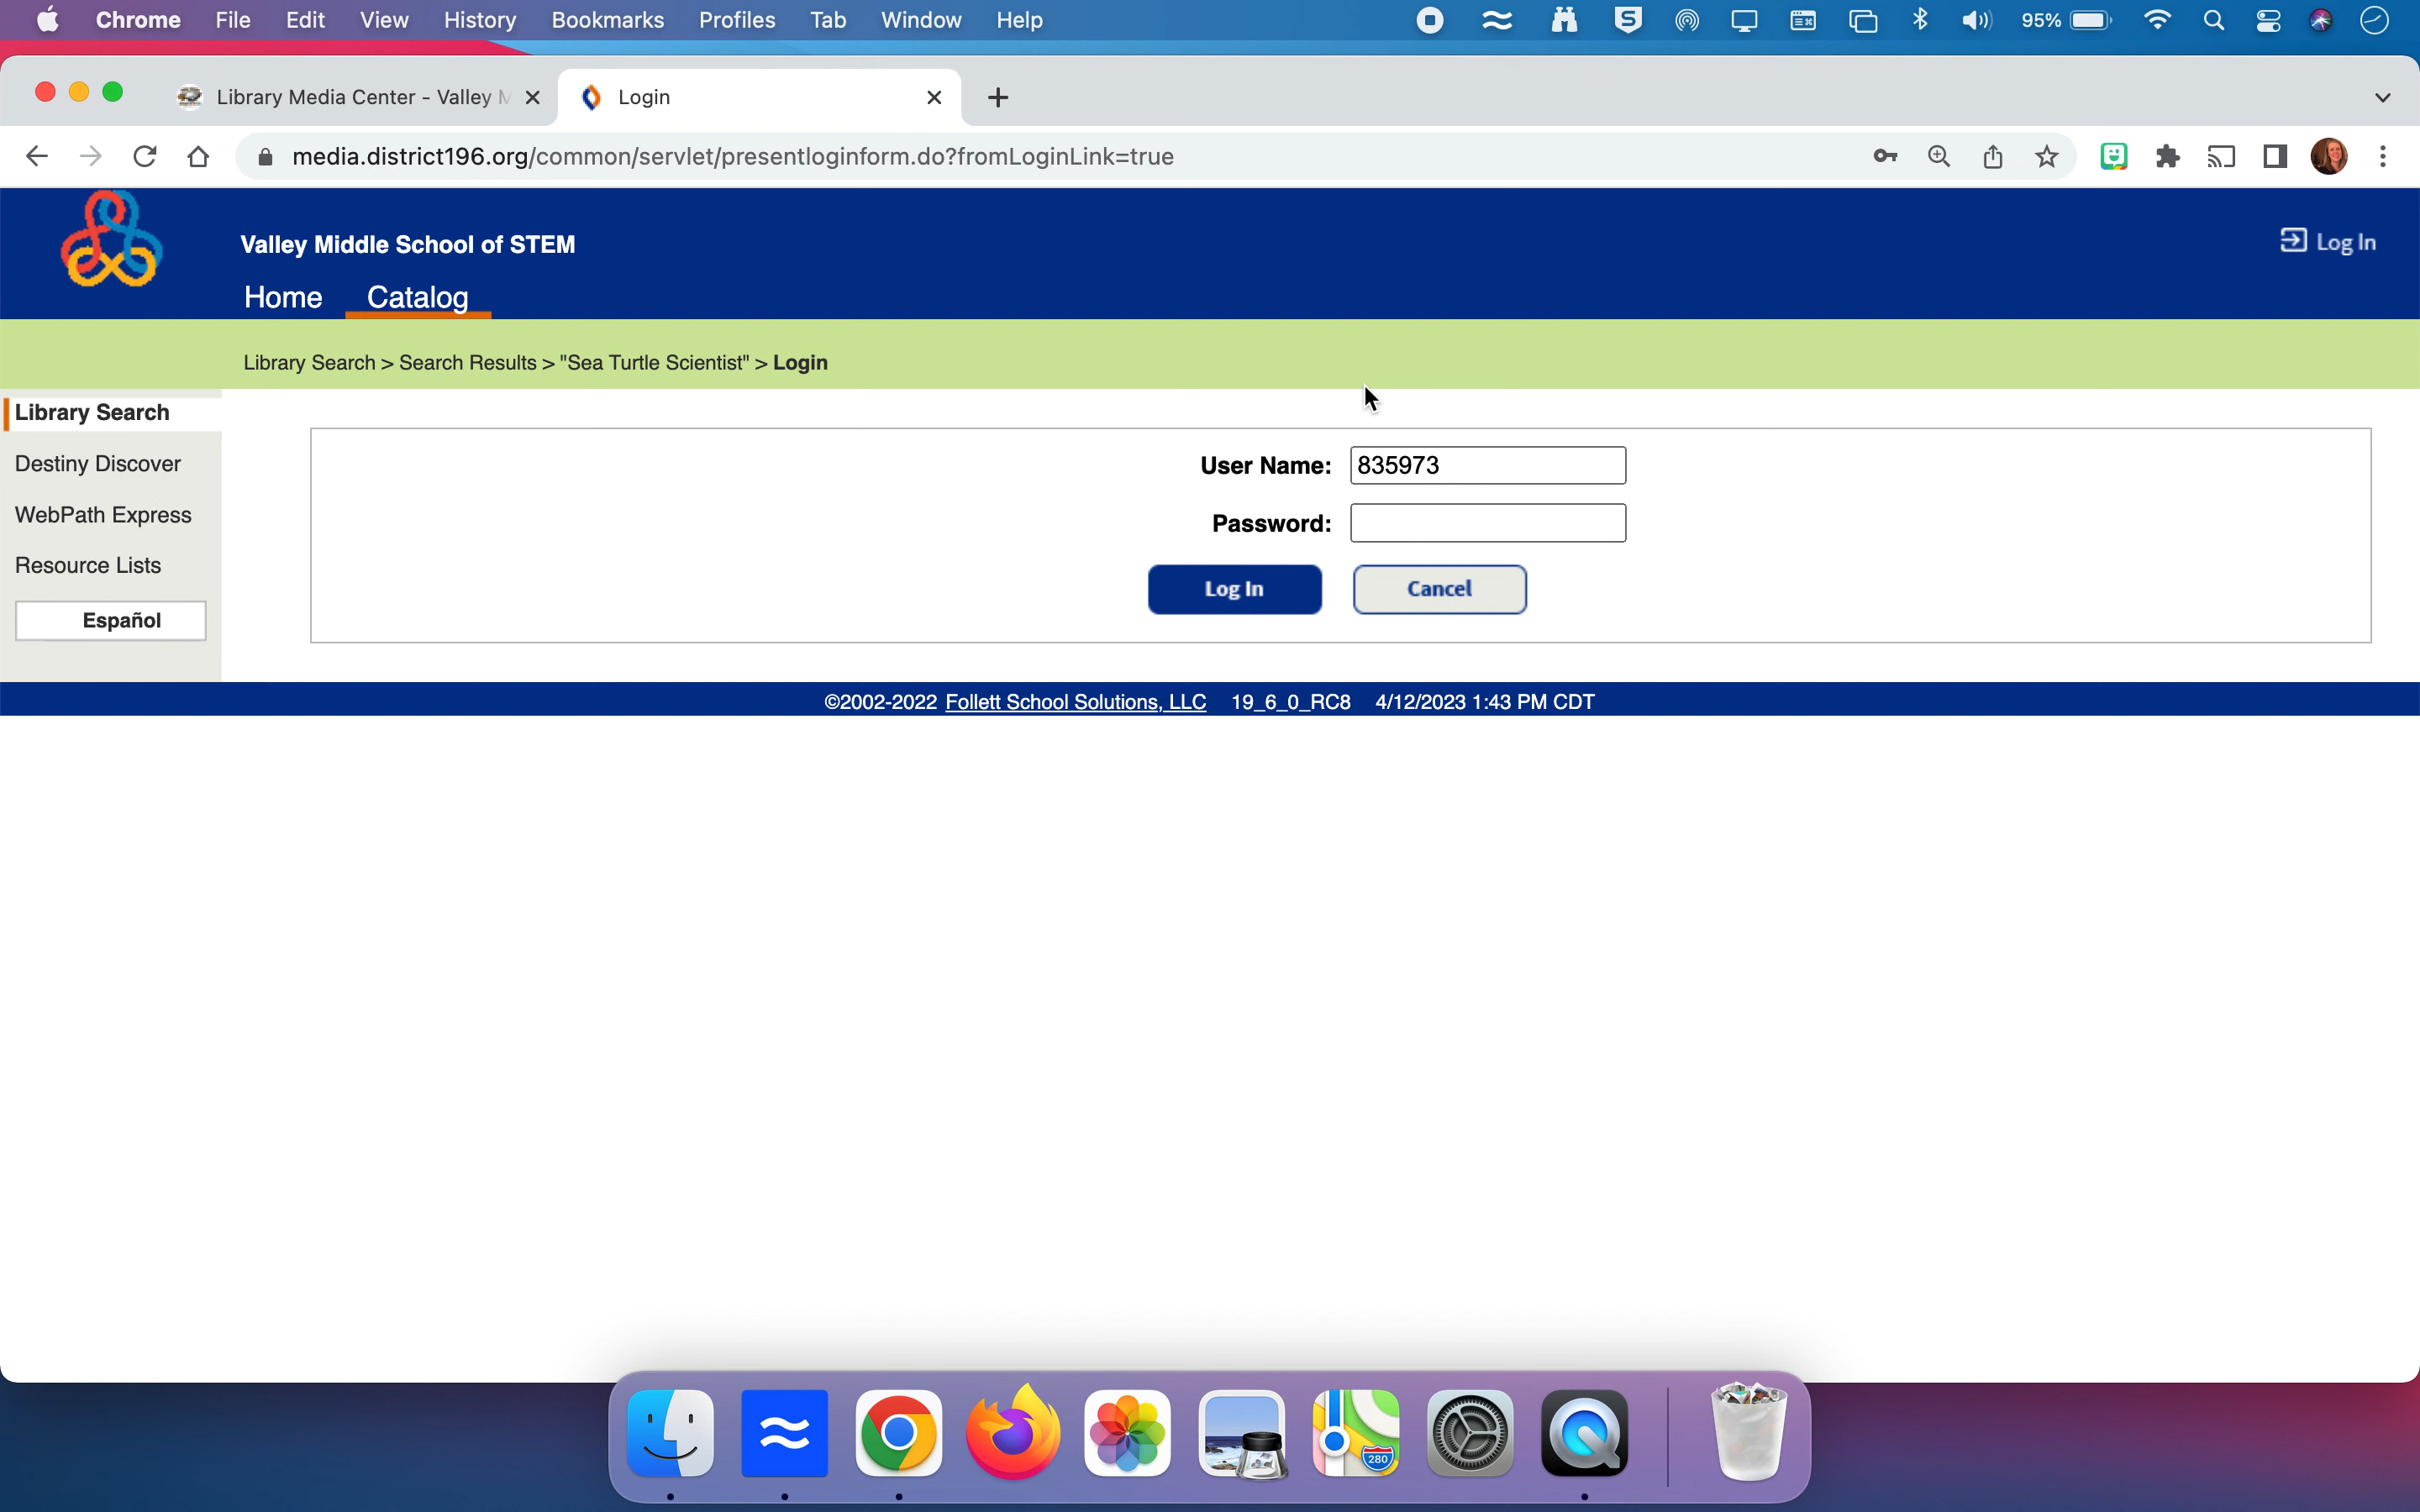 Chrome File Edit View History Bookmarks Profiles Tab Window Help 95%
Library Media Center - Valley M
Login
media.district196.org/common/servlet/presentloginform.do?fromLoginLink=true
Valley Middle School of STEM
Log In
Home Catalog
Library Search > Search Results > "Sea Turtle Scientist" > Login
Library Search
Destiny Discover
WebPath Express
Resource Lists
Español
User Name: 835973
Password:
Log In Cancel
©2002-2022 Follett School Solutions, LLC 19_6_0_RC8 4/12/2023 1:43 PM CDT
280